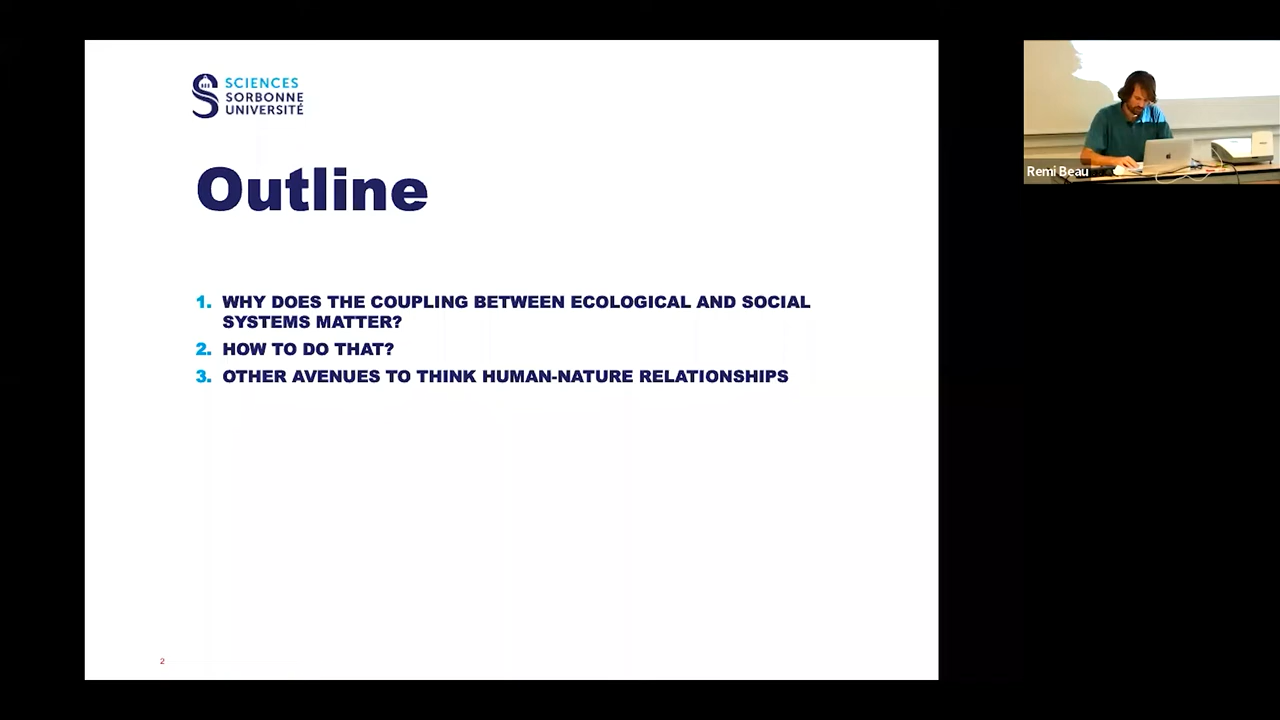 SCIENCES
SORBONNE
UNIVERSITÉ
Outline
1. WHY DOES THE COUPLING BETWEEN ECOLOGICAL AND SOCIAL
SYSTEMS MATTER?
2. HOW TO DO THAT?
3. OTHER AVENUES TO THINK HUMAN-NATURE RELATIONSHIPS
2
Remi Beau